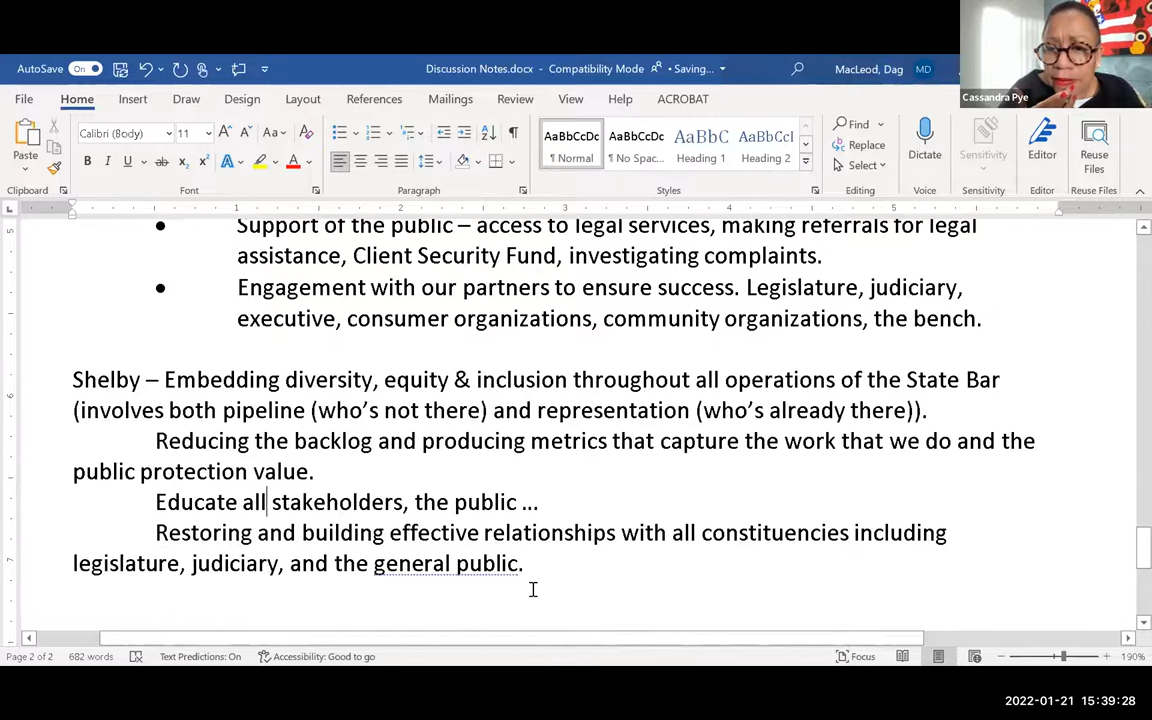 AutoSave On Discussion Notes.docx - Compatibility Mode Saving... MacLeod, Dag MD
Cassandra Pye
File Home Insert Draw Design Layout References Mailings Review View Help ACROBAT
Calibri (Body) 11 AaBbCcDc AaBbCcDc AaBbC AaBbCcI Find
Paste ¶ Normal ¶ No Spac... Heading 1 Heading 2 Replace Dictate Sensitivity Editor Reuse Files
Select
Clipboard Font Paragraph Styles Editing Voice Sensitivity Editor Reuse Files
1 2 3 4 5
• Support of the public – access to legal services, making referrals for legal
assistance, Client Security Fund, investigating complaints.
• Engagement with our partners to ensure success. Legislature, judiciary,
executive, consumer organizations, community organizations, the bench.
Shelby – Embedding diversity, equity & inclusion throughout all operations of the State Bar
(involves both pipeline (who’s not there) and representation (who’s already there)).
Reducing the backlog and producing metrics that capture the work that we do and the
public protection value.
Educate all stakeholders, the public ...
Restoring and building effective relationships with all constituencies including
legislature, judiciary, and the general public.
Page 2 of 2 682 words Text Predictions: On Accessibility: Good to go Focus 190%
2022-01-21 15:39:28